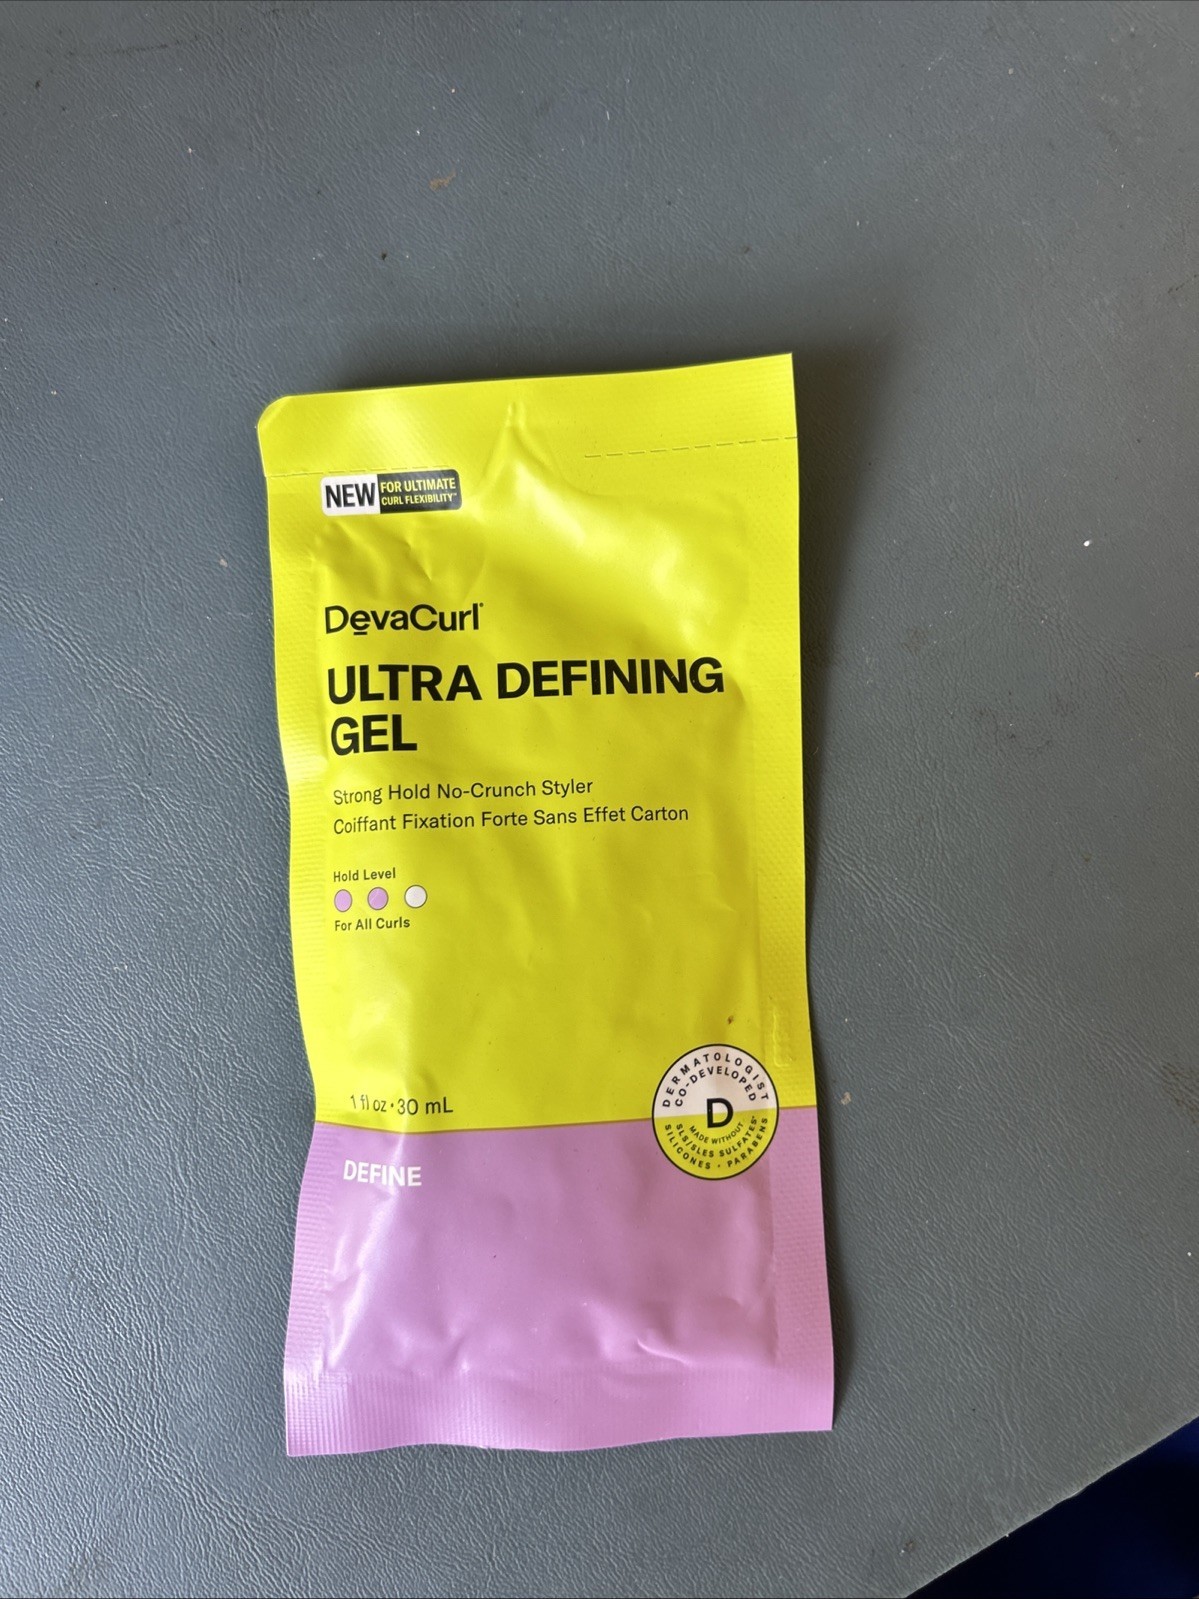 NEW FOR ULTIMATE
CURL FLEXIBILITY™
DevaCurl®
ULTRA DEFINING
GEL
Strong Hold No-Crunch Styler
Coiffant Fixation Forte Sans Effet Carton
Hold Level
For All Curls
1 fl oz • 30 mL
DERMATOLOGIST
CO-DEVELOPED
D
MADE WITHOUT
SLS/SLES SULFATES*
SILICONES • PARABENS
DEFINE